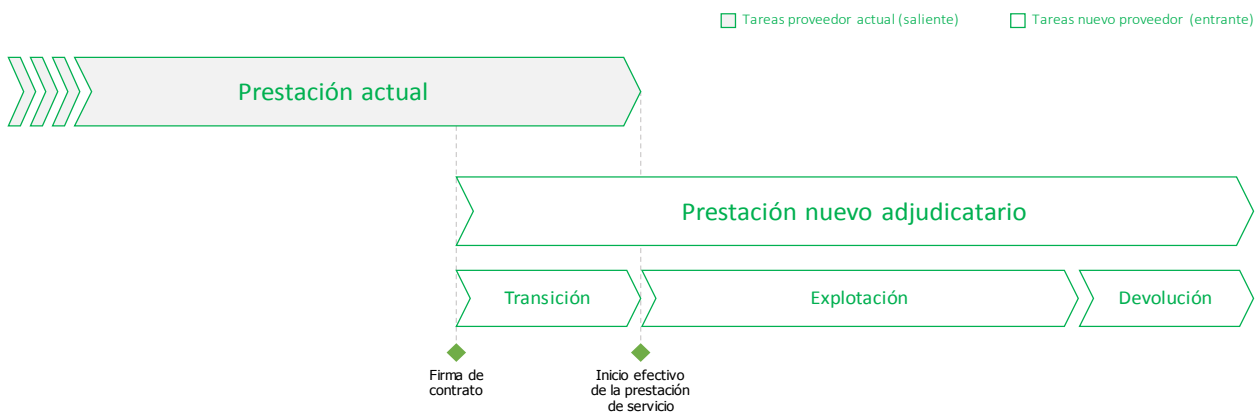 Tareas proveedor actual (saliente)
Tareas nuevo proveedor (entrante)
Prestación actual
Prestación nuevo adjudicatario
Transición
Explotación
Devolución
Firma de
contrato
Inicio efectivo
de la prestación
de servicio